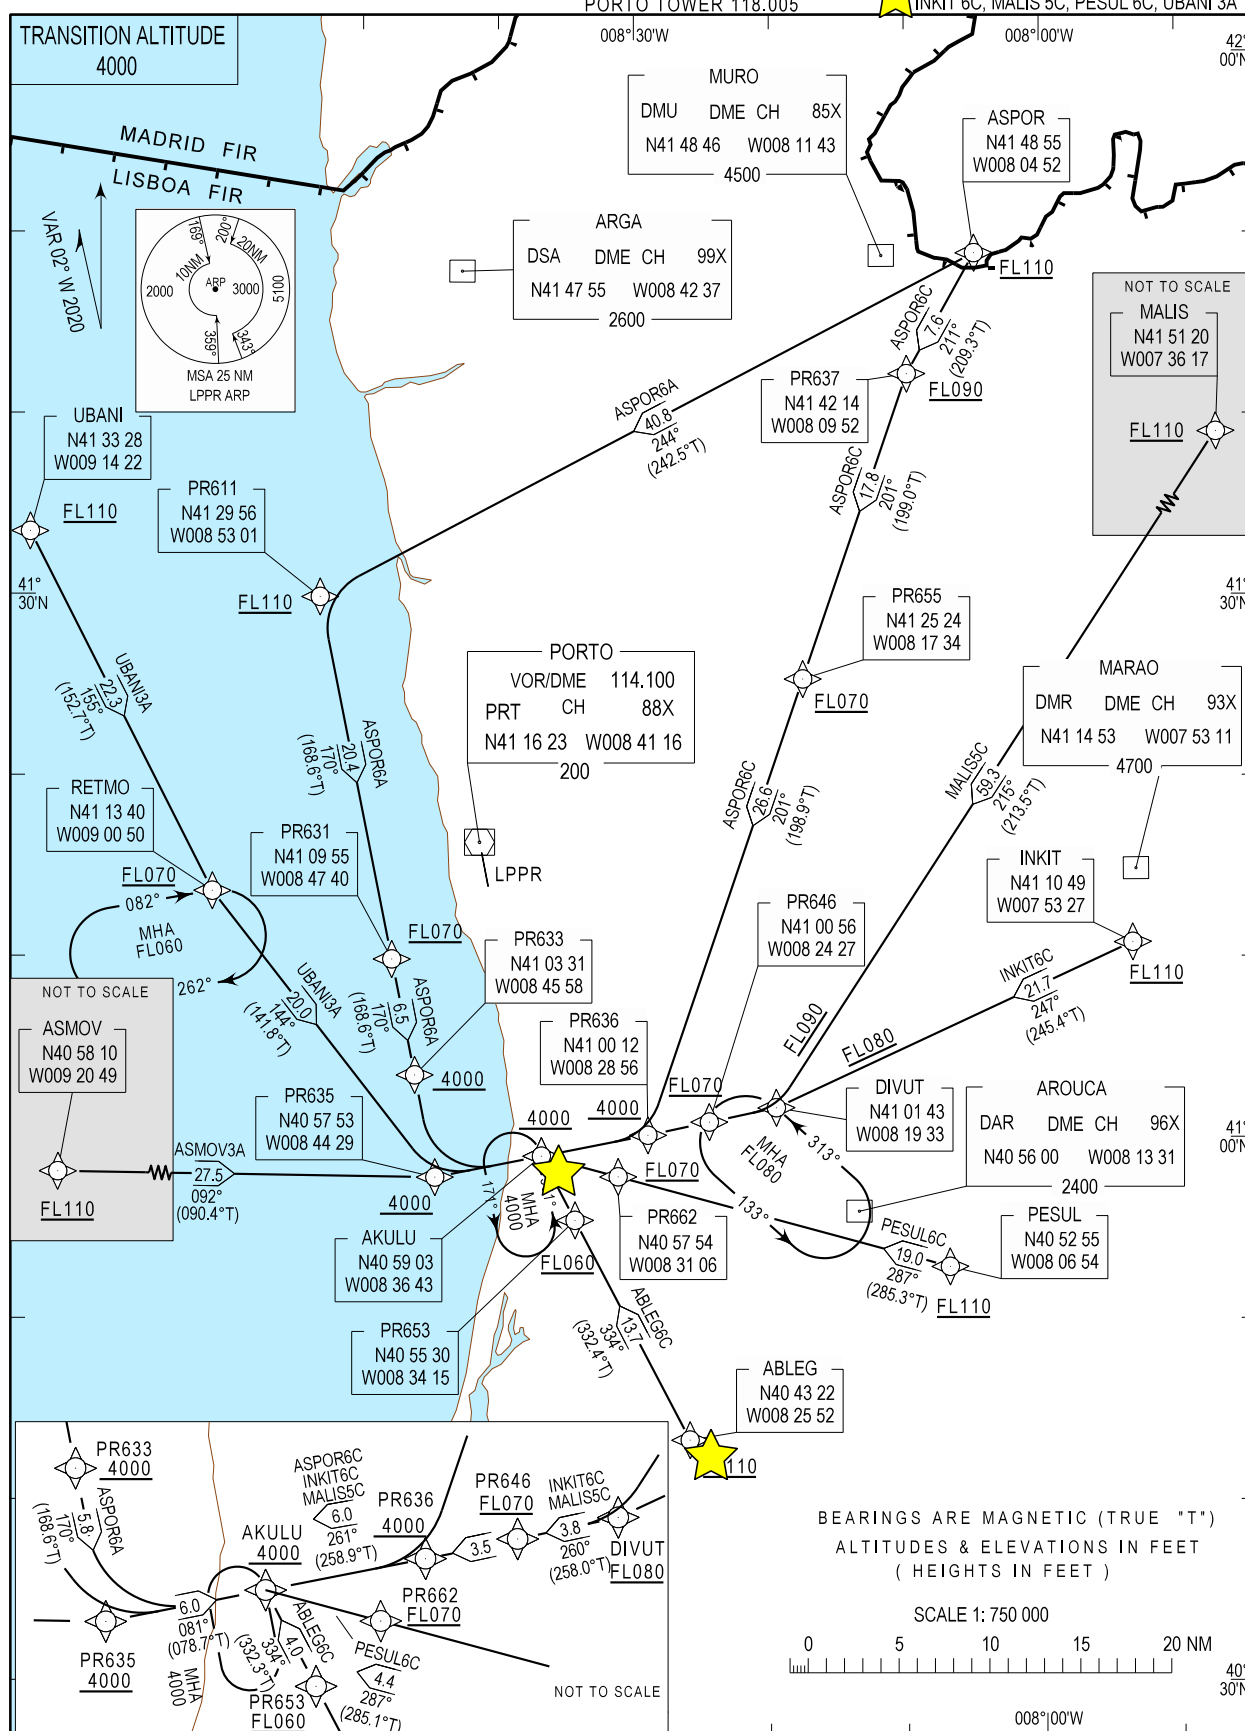 PORTO TOWER 118.005
INKIT 6C, MALIS 5C, PESUL 6C, UBANI 3A
TRANSITION ALTITUDE
4000
008°30'W
008°00'W
42°
00'N
MADRID FIR
LISBOA FIR
VAR 02° W 2020
169°
200°
20NM
10NM
ARP
2000
3000
5100
359°
343°
MSA 25 NM
LPPR ARP
MURO
DMU DME CH 85X
N41 48 46 W008 11 43
4500
ASPOR
N41 48 55
W008 04 52
FL110
ARGA
DSA DME CH 99X
N41 47 55 W008 42 37
2600
NOT TO SCALE
MALIS
N41 51 20
W007 36 17
FL110
ASPOR6C
7.6
211°
(209.3°T)
PR637
N41 42 14
W008 09 52
FL090
ASPOR6A
40.8
244°
(242.5°T)
UBANI
N41 33 28
W009 14 22
FL110
PR611
N41 29 56
W008 53 01
FL110
ASPOR6C
17.8
201°
(199.0°T)
41°
30'N
41°
30'N
PR655
N41 25 24
W008 17 34
FL070
PORTO
VOR/DME 114.100
PRT CH 88X
N41 16 23 W008 41 16
200
MARAO
DMR DME CH 93X
N41 14 53 W007 53 11
4700
UBANI3A
22.3
155°
(152.7°T)
ASPOR6A
20.4
170°
(168.6°T)
ASPOR6C
26.6
201°
(198.9°T)
MALIS5C
59.3
215°
(213.5°T)
RETMO
N41 13 40
W009 00 50
FL070
082°
MHA
FL060
262°
PR631
N41 09 55
W008 47 40
FL070
LPPR
INKIT
N41 10 49
W007 53 27
FL110
PR646
N41 00 56
W008 24 27
PR633
N41 03 31
W008 45 58
4000
UBANI3A
20.0
144°
(141.8°T)
ASPOR6A
6.5
170°
(168.6°T)
INKIT6C
21.7
247°
(245.4°T)
NOT TO SCALE
ASMOV
N40 58 10
W009 20 49
FL110
PR636
N41 00 12
W008 28 56
4000
FL070
FL090
FL080
DIVUT
N41 01 43
W008 19 33
AROUCA
DAR DME CH 96X
N40 56 00 W008 13 31
2400
PR635
N40 57 53
W008 44 29
4000
ASMOV3A
27.5
092°
(090.4°T)
4000
MHA
4000
FL070
MHA
FL080
313°
133°
AKULU
N40 59 03
W008 36 43
FL060
PR662
N40 57 54
W008 31 06
PESUL
N40 52 55
W008 06 54
FL110
PESUL6C
19.0
287°
(285.3°T)
PR653
N40 55 30
W008 34 15
ABLEG6C
13.7
334°
(332.4°T)
ABLEG
N40 43 22
W008 25 52
PR633
4000
ASPOR6A
5.8
170°
(168.6°T)
ASPOR6C
INKIT6C
MALIS5C
6.0
261°
(258.9°T)
PR636
4000
PR646
FL070
INKIT6C
MALIS5C
3.8
260°
(258.0°T)
3.5
DIVUT
FL080
AKULU
4000
6.0
081°
(078.7°T)
MHA
4000
PR635
4000
ABLEG6C
4.0
334°
(332.3°T)
PR653
FL060
PR662
FL070
PESUL6C
4.4
287°
(285.1°T)
NOT TO SCALE
BEARINGS ARE MAGNETIC (TRUE "T")
ALTITUDES & ELEVATIONS IN FEET
( HEIGHTS IN FEET )
SCALE 1: 750 000
0 5 10 15 20 NM
41°
00'N
40°
30'N
008°00'W